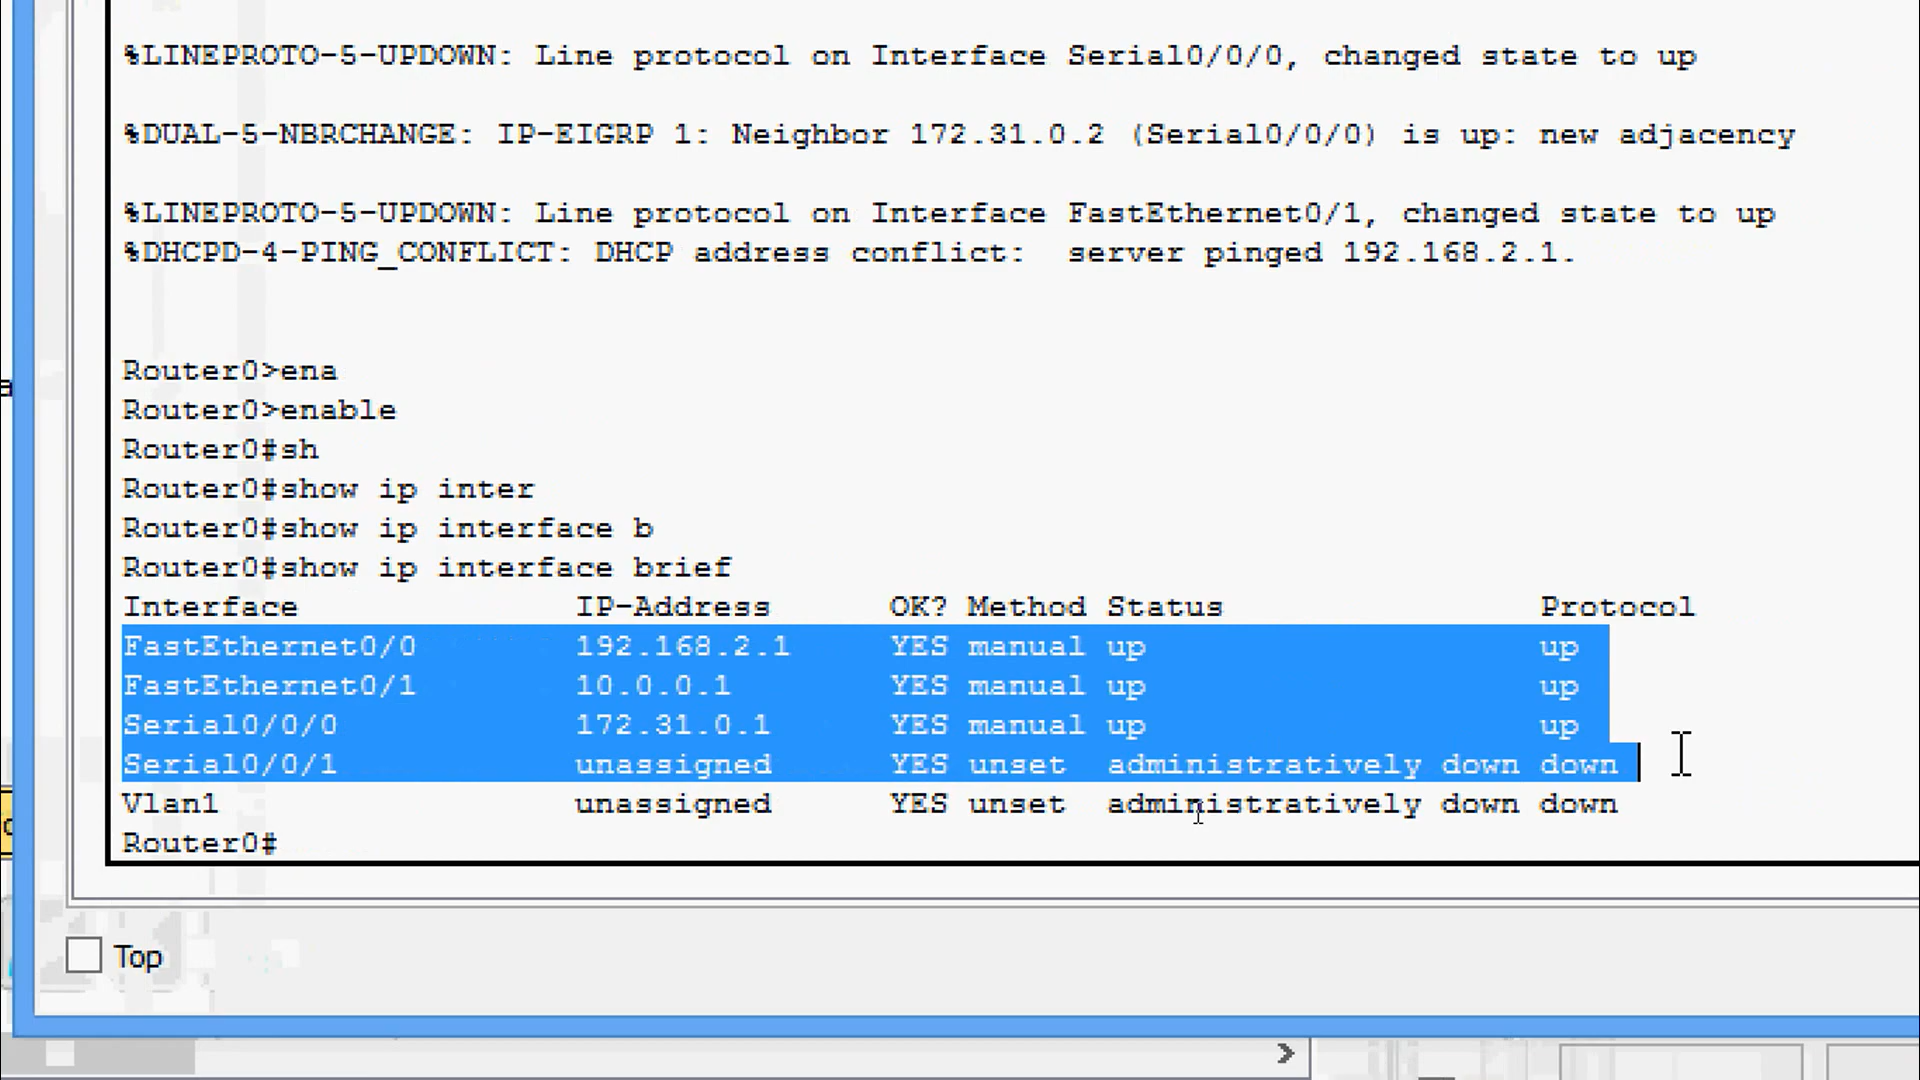 %LINEPROTO-5-UPDOWN: Line protocol on Interface Serial0/0/0, changed state to up
%DUAL-5-NBRCHANGE: IP-EIGRP 1: Neighbor 172.31.0.2 (Serial0/0/0) is up: new adjacency
%LINEPROTO-5-UPDOWN: Line protocol on Interface FastEthernet0/1, changed state to up
%DHCPD-4-PING_CONFLICT: DHCP address conflict:  server pinged 192.168.2.1.
Router0>ena
Router0>enable
Router0#sh
Router0#show ip inter
Router0#show ip interface b
Router0#show ip interface brief
Interface              IP-Address      OK? Method Status                Protocol
FastEthernet0/0        192.168.2.1     YES manual up                    up
FastEthernet0/1        10.0.0.1        YES manual up                    up
Serial0/0/0            172.31.0.1      YES manual up                    up
Serial0/0/1            unassigned      YES unset  administratively down down
Vlan1                  unassigned      YES unset  administratively down down
Router0#
Top